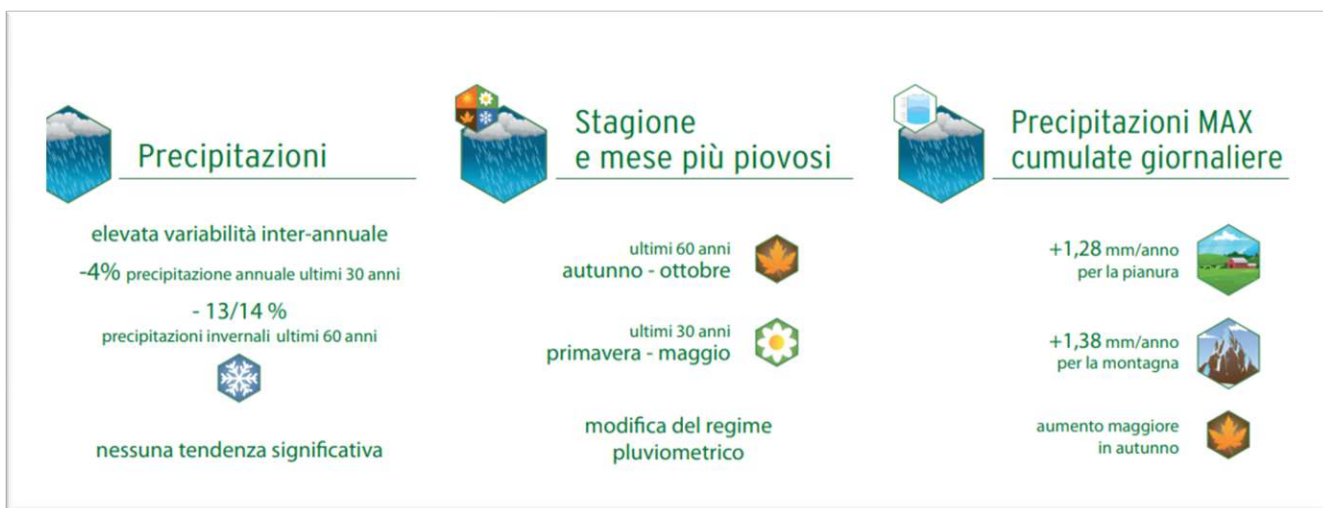 Precipitazioni
elevata variabilità inter-annuale
-4% precipitazione annuale ultimi 30 anni
- 13/14 %
precipitazioni invernali ultimi 60 anni
nessuna tendenza significativa
Stagione
e mese più piovosi
ultimi 60 anni
autunno - ottobre
ultimi 30 anni
primavera - maggio
modifica del regime
pluviometrico
Precipitazioni MAX
cumulate giornaliere
+1,28 mm/anno
per la pianura
+1,38 mm/anno
per la montagna
aumento maggiore
in autunno